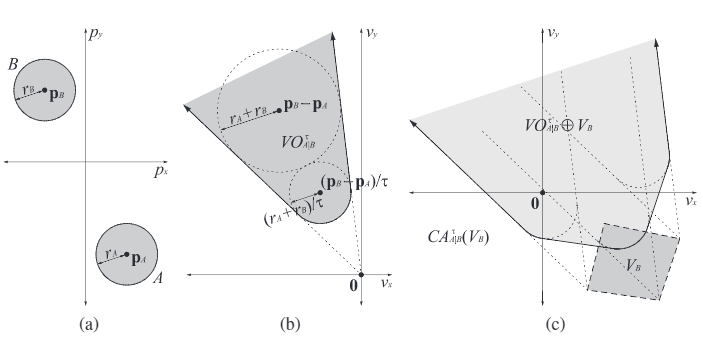 p_y
B
r_B
p_B
p_x
r_A
p_A
A
(a)
v_y
r_A+r_B
p_B−p_A
VO^τ_{A|B}
(p_B−p_A)/τ
(r_A+r_B)/τ
0
v_x
(b)
v_y
VO^τ_{A|B} ⊕ V_B
0
v_x
CA^τ_{A|B}(V_B)
V_B
(c)